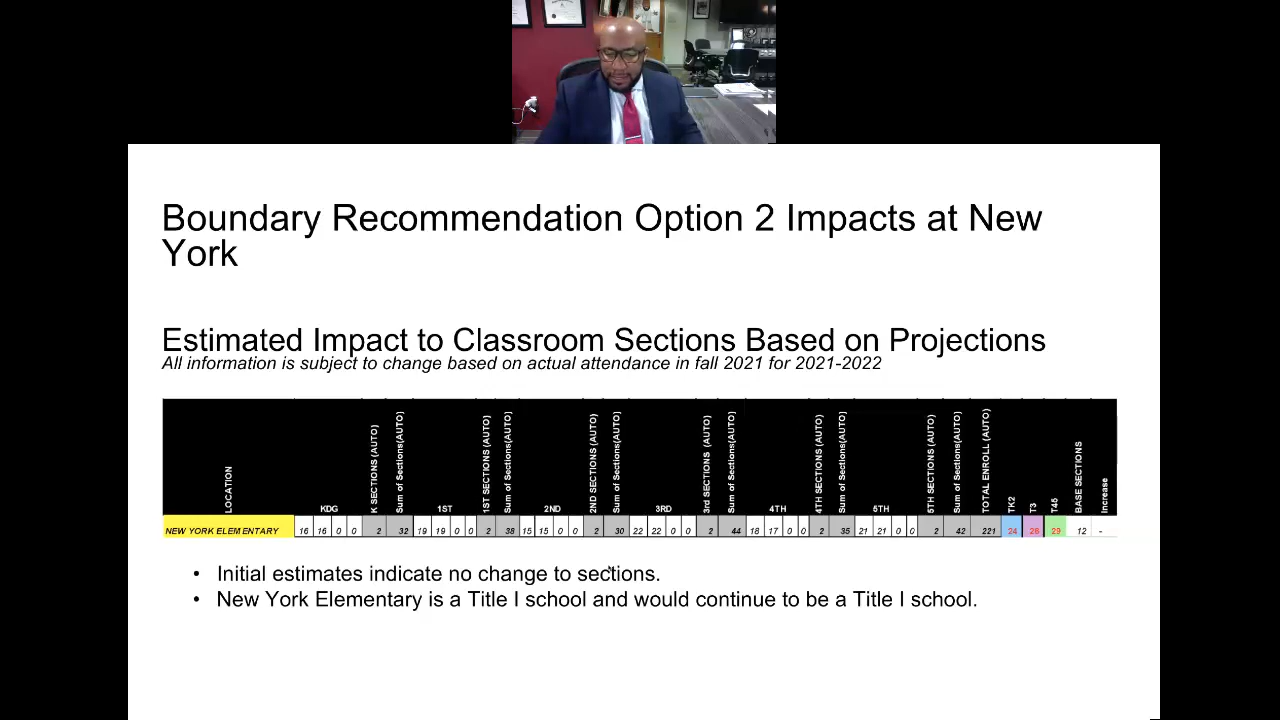 Boundary Recommendation Option 2 Impacts at New
York
Estimated Impact to Classroom Sections Based on Projections
All information is subject to change based on actual attendance in fall 2021 for 2021-2022
LOCATION KDG K SECTIONS (AUTO) Sum of Sections(AUTO) 1ST 1ST SECTIONS (AUTO) Sum of Sections(AUTO) 2ND 2ND SECTIONS (AUTO) Sum of Sections(AUTO) 3RD 3rd SECTIONS (AUTO) Sum of Sections(AUTO) 4TH 4TH SECTIONS (AUTO) Sum of Sections(AUTO) 5TH 5TH SECTIONS (AUTO) Sum of Sections(AUTO) TOTAL ENROLL (AUTO) TK2 T3 T45 BASE SECTIONS Increase
NEW YORK ELEMENTARY 16 16 0 0 2 32 19 19 0 0 2 38 15 15 0 0 2 30 22 22 0 0 2 44 18 17 0 0 2 35 21 21 0 0 2 42 221 24 28 29 12 -
• Initial estimates indicate no change to sections.
• New York Elementary is a Title I school and would continue to be a Title I school.